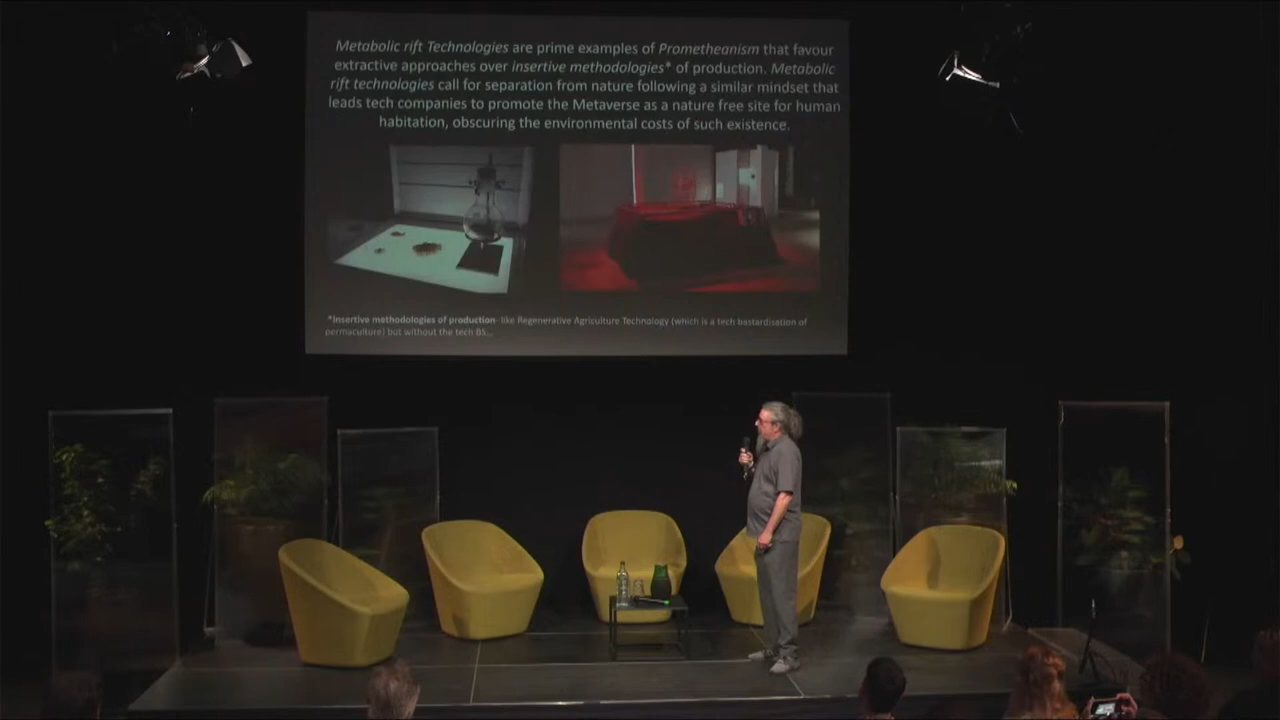 Metabolic rift Technologies are prime examples of Prometheanism that favour
extractive approaches over insertive methodologies* of production. Metabolic
rift technologies call for separation from nature following a similar mindset that
leads tech companies to promote the Metaverse as a nature free site for human
habitation, obscuring the environmental costs of such existence.
*Insertive methodologies of production- like Regenerative Agriculture Technology (which is a tech bastardisation of
permaculture) but without the tech BS...